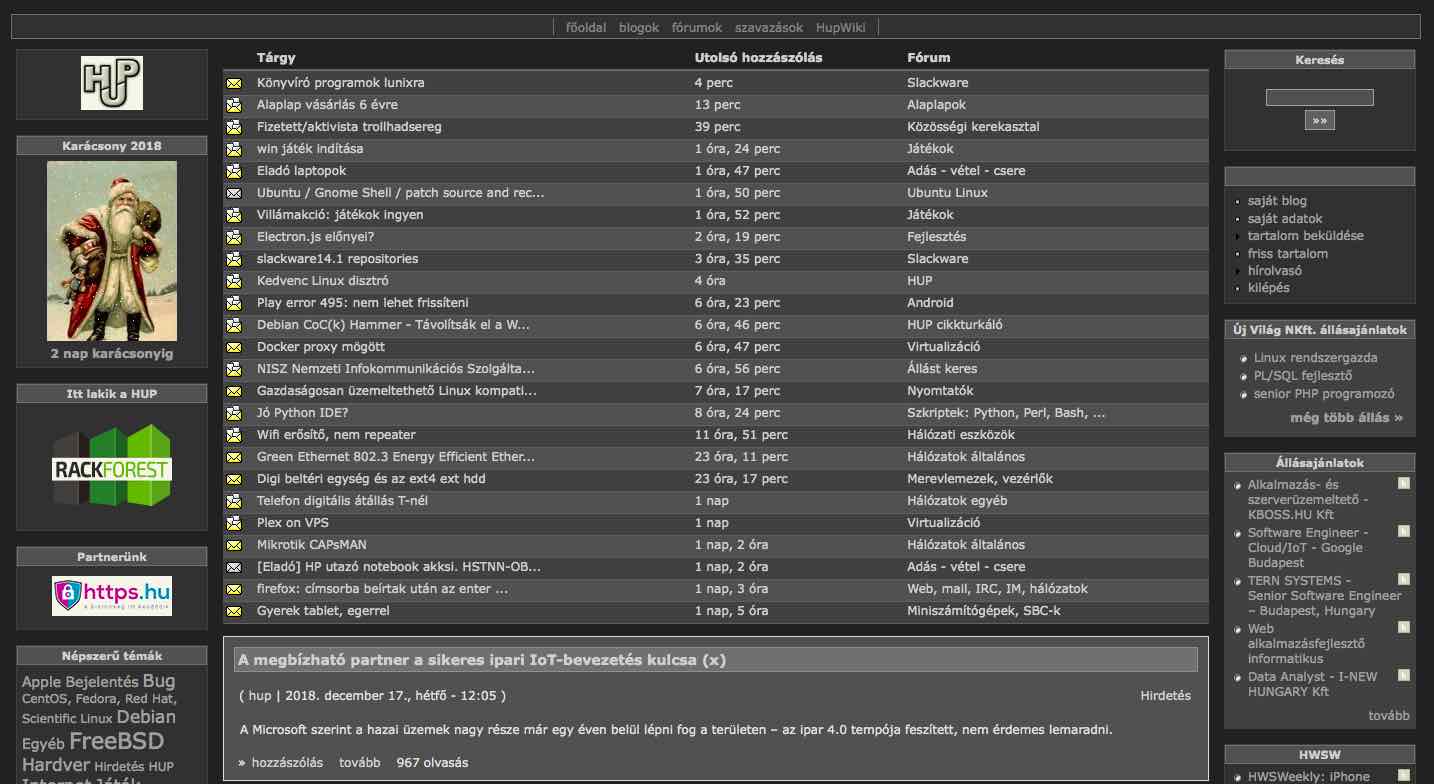 főoldal blogok fórumok szavazások HupWiki
HUP
Karácsony 2018
2 nap karácsonyig
Itt lakik a HUP
RACKFOREST
Partnerünk
https.hu
Népszerű témák
Apple Bejelentés Bug
CentOS, Fedora, Red Hat,
Scientific Linux Debian
Egyéb FreeBSD
Hardver Hirdetés HUP
Internet Játék
Tárgy Utolsó hozzászólás Fórum
Könyvíró programok lunixra 4 perc Slackware
Alaplap vásárlás 6 évre 13 perc Alaplapok
Fizetett/aktivista trollhadsereg 39 perc Közösségi kerekasztal
win játék indítása 1 óra, 24 perc Játékok
Eladó laptopok 1 óra, 47 perc Adás - vétel - csere
Ubuntu / Gnome Shell / patch source and rec... 1 óra, 50 perc Ubuntu Linux
Villámakció: játékok ingyen 1 óra, 52 perc Játékok
Electron.js előnyei? 2 óra, 19 perc Fejlesztés
slackware14.1 repositories 3 óra, 35 perc Slackware
Kedvenc Linux disztró 4 óra HUP
Play error 495: nem lehet frissíteni 6 óra, 23 perc Android
Debian CoC(k) Hammer - Távolítsák el a W... 6 óra, 46 perc HUP cikkturkáló
Docker proxy mögött 6 óra, 47 perc Virtualizáció
NISZ Nemzeti Infokommunikációs Szolgálta... 6 óra, 56 perc Állást keres
Gazdaságosan üzemeltethető Linux kompati... 7 óra, 17 perc Nyomtatók
Jó Python IDE? 8 óra, 24 perc Szkriptek: Python, Perl, Bash, ...
Wifi erősítő, nem repeater 11 óra, 51 perc Hálózati eszközök
Green Ethernet 802.3 Energy Efficient Ether... 23 óra, 11 perc Hálózatok általános
Digi beltéri egység és az ext4 ext hdd 23 óra, 17 perc Merevlemezek, vezérlők
Telefon digitális átállás T-nél 1 nap Hálózatok egyéb
Plex on VPS 1 nap Virtualizáció
Mikrotik CAPsMAN 1 nap, 2 óra Hálózatok általános
[Eladó] HP utazó notebook akksi. HSTNN-OB... 1 nap, 2 óra Adás - vétel - csere
firefox: címsorba beírtak után az enter ... 1 nap, 3 óra Web, mail, IRC, IM, hálózatok
Gyerek tablet, egerrel 1 nap, 5 óra Miniszámítógépek, SBC-k
A megbízható partner a sikeres ipari IoT-bevezetés kulcsa (x)
( hup | 2018. december 17., hétfő - 12:05 ) Hirdetés
A Microsoft szerint a hazai üzemek nagy része már egy éven belül lépni fog a területen – az ipar 4.0 tempója feszített, nem érdemes lemaradni.
» hozzászólás tovább 967 olvasás
Keresés
»»
saját blog
saját adatok
tartalom beküldése
friss tartalom
hírolvasó
kilépés
Új Világ NKft. állásajánlatok
Linux rendszergazda
PL/SQL fejlesztő
senior PHP programozó
még több állás »
Állásajánlatok
Alkalmazás- és
szerverüzemeltető -
KBOSS.HU Kft
Software Engineer -
Cloud/IoT - Google
Budapest
TERN SYSTEMS -
Senior Software Engineer
– Budapest, Hungary
Web
alkalmazásfejlesztő
informatikus
Data Analyst - I-NEW
HUNGARY Kft
tovább
HWSW
HWSWeekly: iPhone